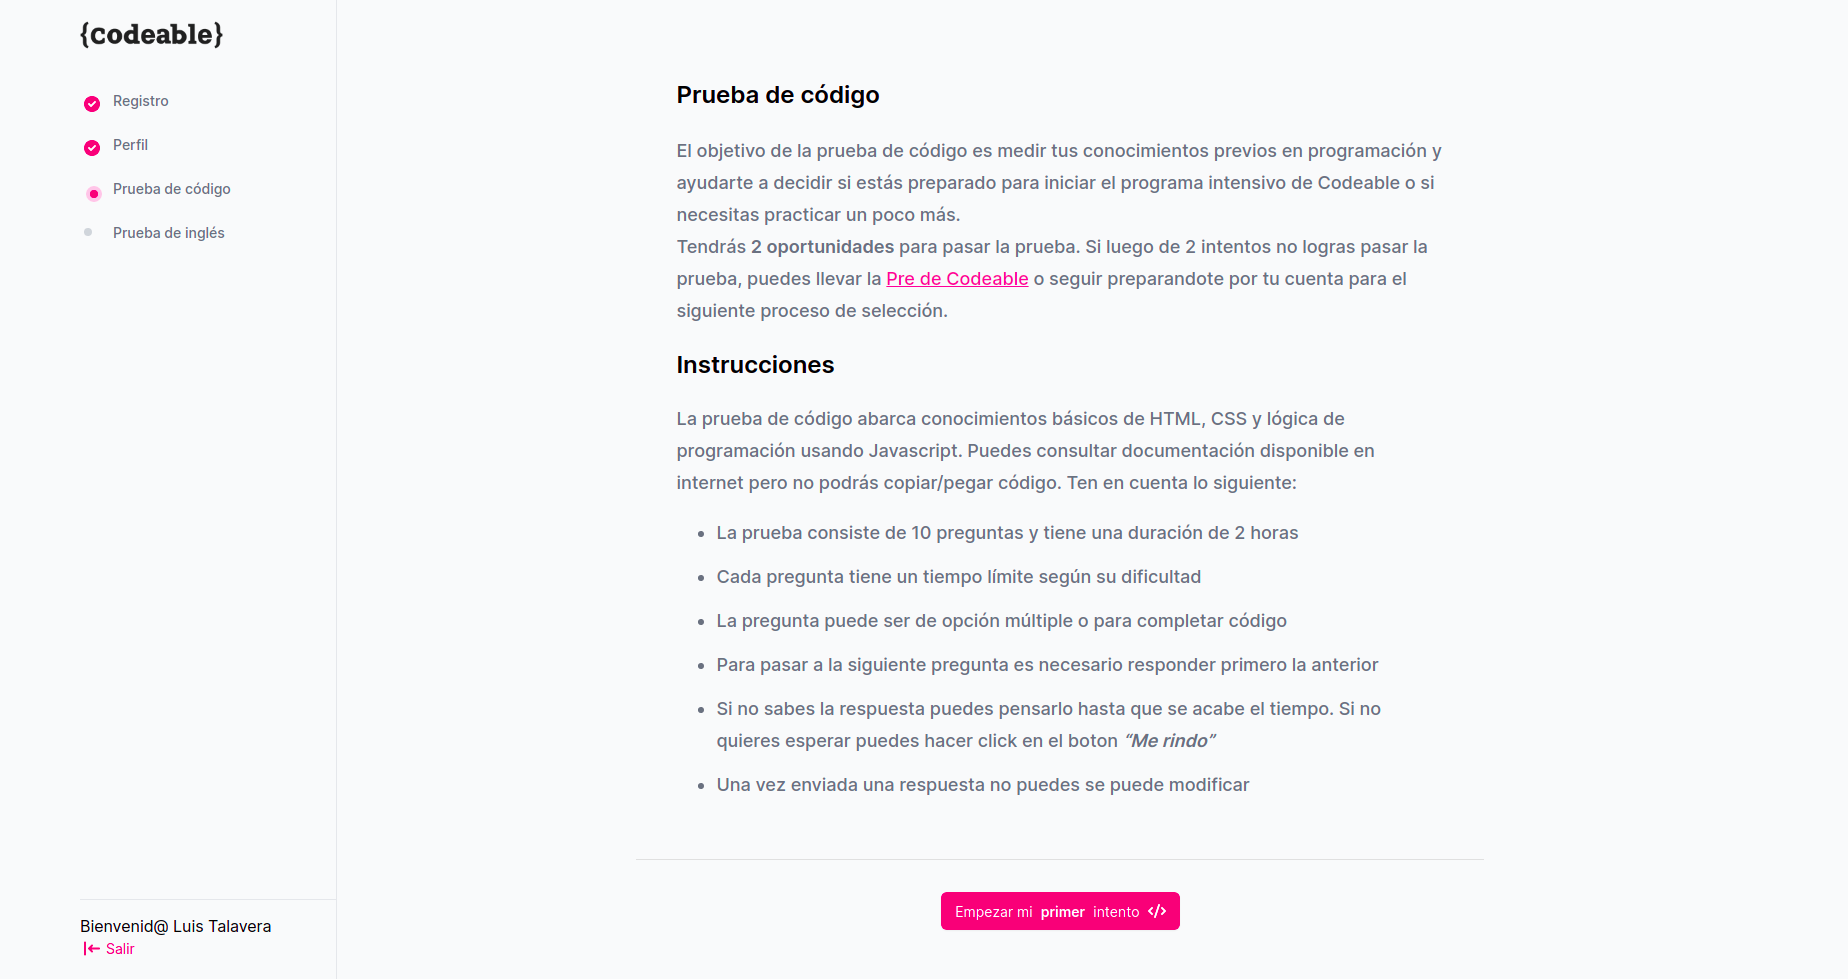 {codeable}
Registro
Perfil
Prueba de código
Prueba de inglés
Bienvenid@ Luis Talavera
Salir
Prueba de código
El objetivo de la prueba de código es medir tus conocimientos previos en programación y
ayudarte a decidir si estás preparado para iniciar el programa intensivo de Codeable o si
necesitas practicar un poco más.
Tendrás 2 oportunidades para pasar la prueba. Si luego de 2 intentos no logras pasar la
prueba, puedes llevar la Pre de Codeable o seguir preparandote por tu cuenta para el
siguiente proceso de selección.
Instrucciones
La prueba de código abarca conocimientos básicos de HTML, CSS y lógica de
programación usando Javascript. Puedes consultar documentación disponible en
internet pero no podrás copiar/pegar código. Ten en cuenta lo siguiente:
• La prueba consiste de 10 preguntas y tiene una duración de 2 horas
• Cada pregunta tiene un tiempo límite según su dificultad
• La pregunta puede ser de opción múltiple o para completar código
• Para pasar a la siguiente pregunta es necesario responder primero la anterior
• Si no sabes la respuesta puedes pensarlo hasta que se acabe el tiempo. Si no
quieres esperar puedes hacer click en el boton “Me rindo”
• Una vez enviada una respuesta no puedes se puede modificar
Empezar mi primer intento </>